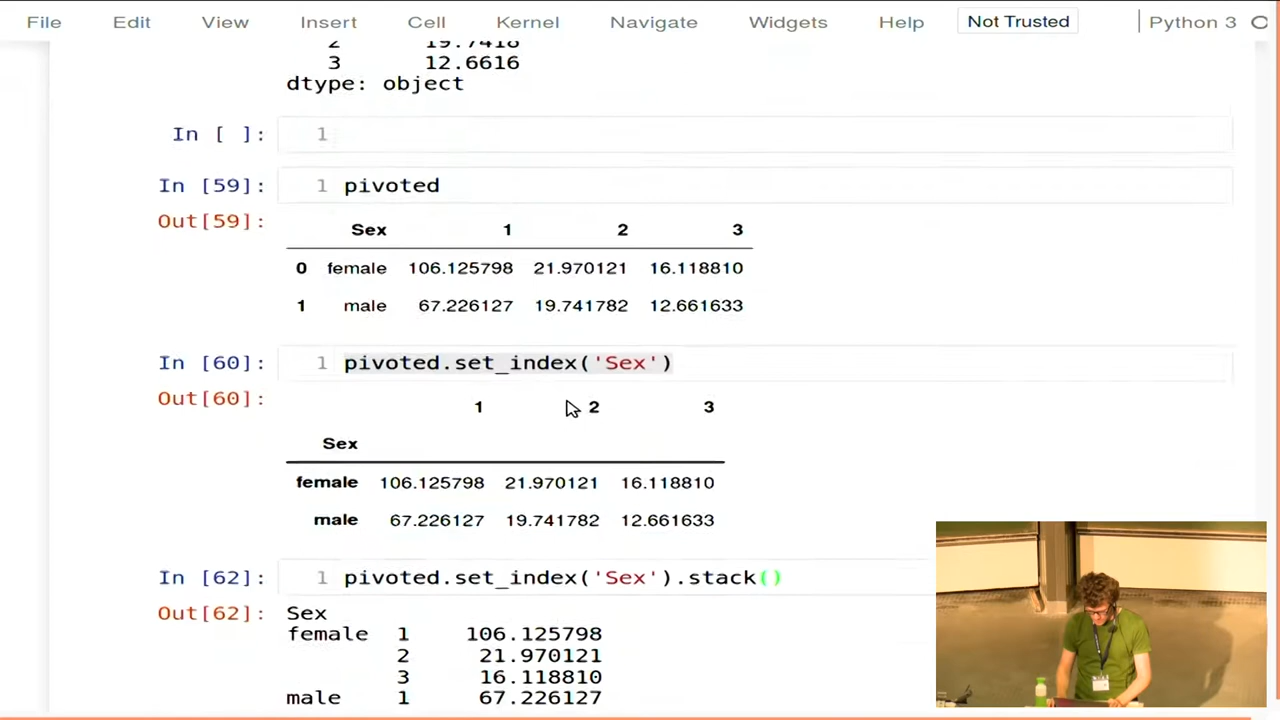 File Edit View Insert Cell Kernel Navigate Widgets Help Not Trusted Python 3
2 19.7418
3 12.6616
dtype: object
In [ ]: 1
In [59]: 1 pivoted
Out[59]:
Sex 1 2 3
0 female 106.125798 21.970121 16.118810
1 male 67.226127 19.741782 12.661633
In [60]: 1 pivoted.set_index('Sex')
Out[60]:
1 2 3
Sex
female 106.125798 21.970121 16.118810
male 67.226127 19.741782 12.661633
In [62]: 1 pivoted.set_index('Sex').stack()
Out[62]: Sex
female 1 106.125798
2 21.970121
3 16.118810
male 1 67.226127